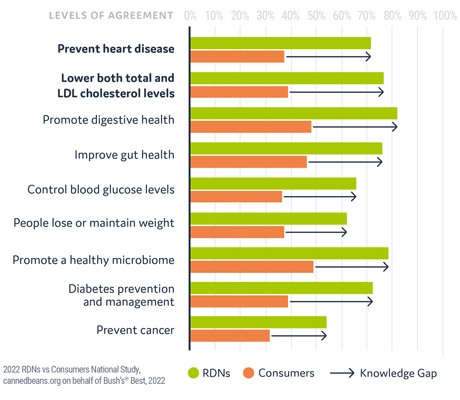 LEVELS OF AGREEMENT 0% 10% 20% 30% 40% 50% 60% 70% 80% 90% 100%
Prevent heart disease
Lower both total and
LDL cholesterol levels
Promote digestive health
Improve gut health
Control blood glucose levels
People lose or maintain weight
Promote a healthy microbiome
Diabetes prevention
and management
Prevent cancer
2022 RDNs vs Consumers National Study,
cannedbeans.org on behalf of Bush's® Best, 2022
RDNs Consumers Knowledge Gap